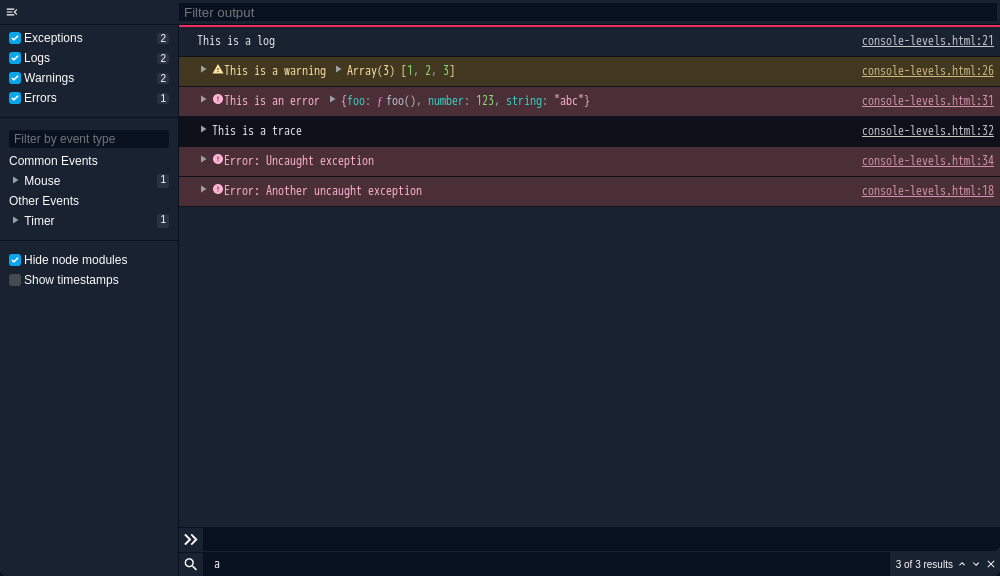 Filter output
Exceptions 2
Logs 2
Warnings 2
Errors 1
Filter by event type
Common Events
Mouse 1
Other Events
Timer 1
Hide node modules
Show timestamps
This is a log console-levels.html:21
This is a warning Array(3) [1, 2, 3] console-levels.html:26
This is an error {foo: ƒ foo(), number: 123, string: "abc"} console-levels.html:31
This is a trace console-levels.html:32
Error: Uncaught exception console-levels.html:34
Error: Another uncaught exception console-levels.html:18
a 3 of 3 results